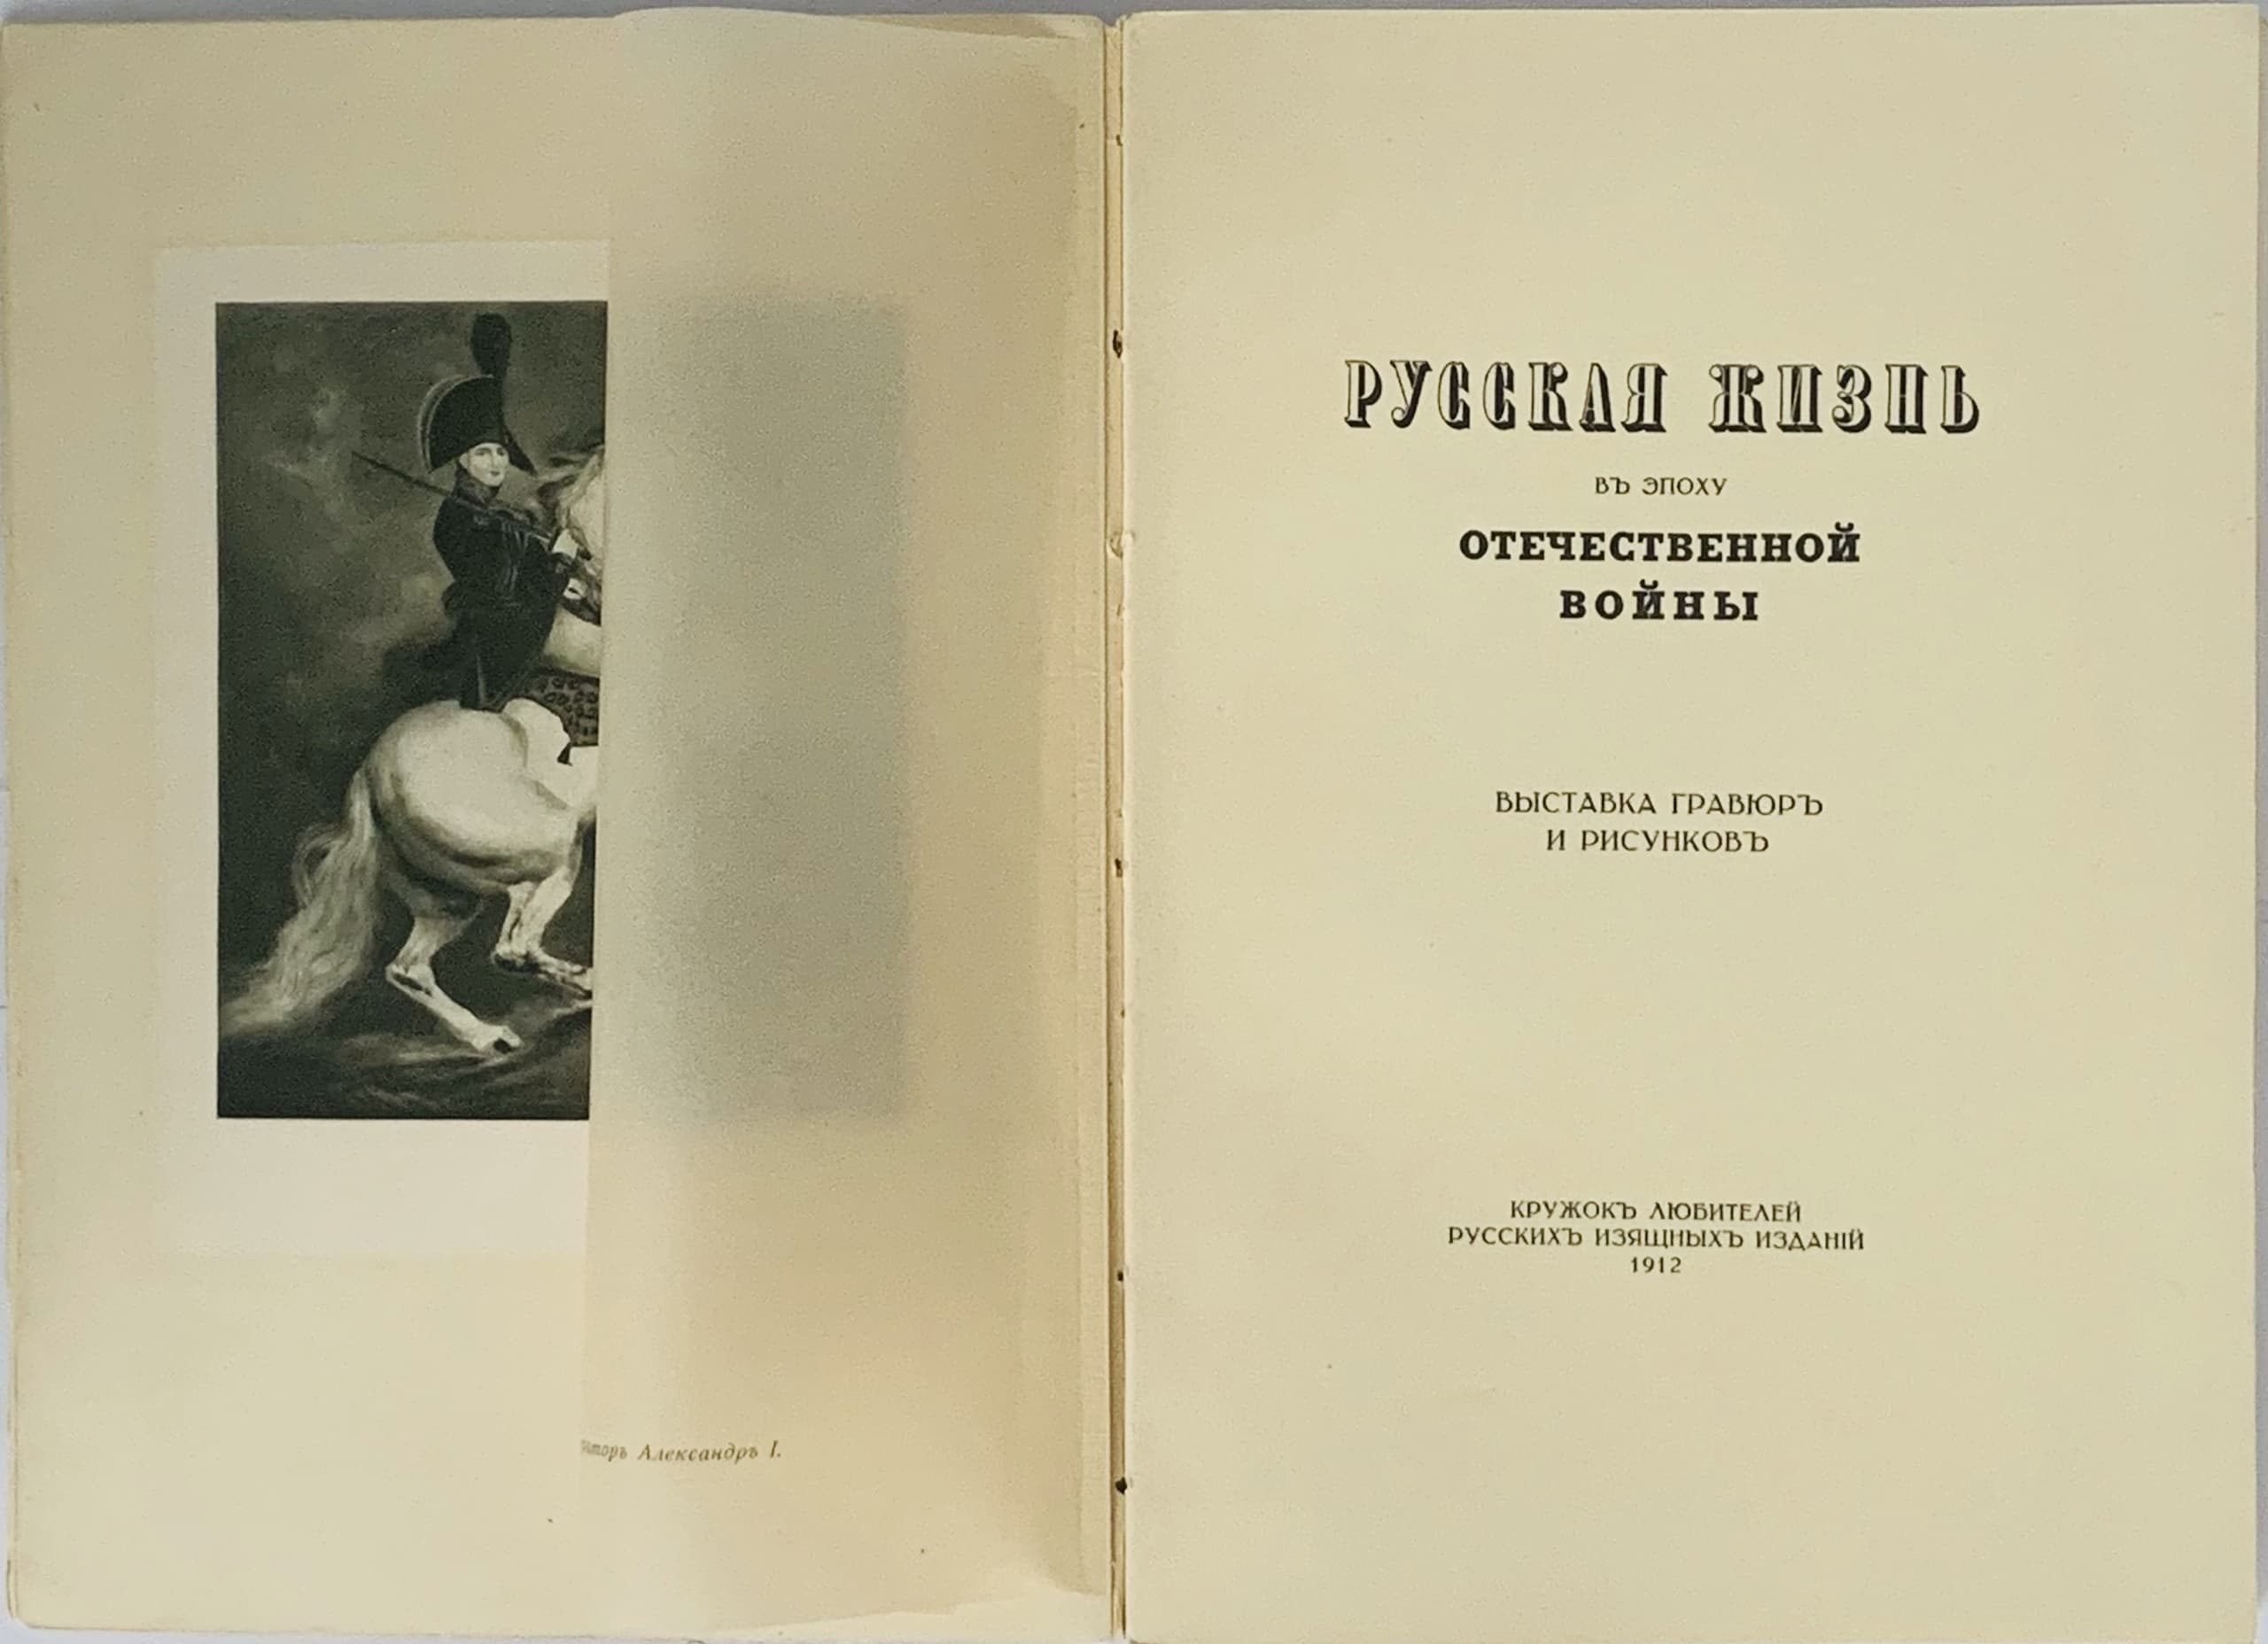 Александръ I.
РУССКАЯ ЖИЗНЬ
ВЪ ЭПОХУ
ОТЕЧЕСТВЕННОЙ
ВОЙНЫ
ВЫСТАВКА ГРАВЮРЪ
И РИСУНКОВЪ
КРУЖОКЪ ЛЮБИТЕЛЕЙ
РУССКИХЪ ИЗЯЩНЫХЪ ИЗДАНІЙ
1912